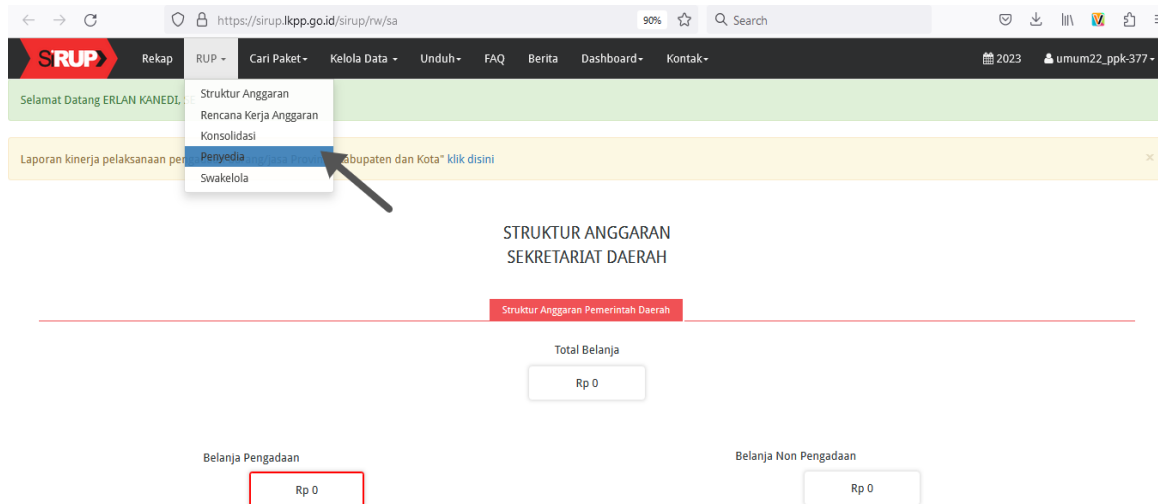 https://sirup.lkpp.go.id/sirup/rw/sa 90% Search
SiRUP Rekap RUP Cari Paket Kelola Data Unduh FAQ Berita Dashboard Kontak 2023 umum22_ppk-377
Selamat Datang ERLAN KANEDI,
Struktur Anggaran
Rencana Kerja Anggaran
Konsolidasi
Penyedia
Swakelola
Laporan kinerja pelaksanaan abupaten dan Kota" klik disini ×
STRUKTUR ANGGARAN
SEKRETARIAT DAERAH
Struktur Anggaran Pemerintah Daerah
Total Belanja
Rp 0
Belanja Pengadaan Belanja Non Pengadaan
Rp 0 Rp 0